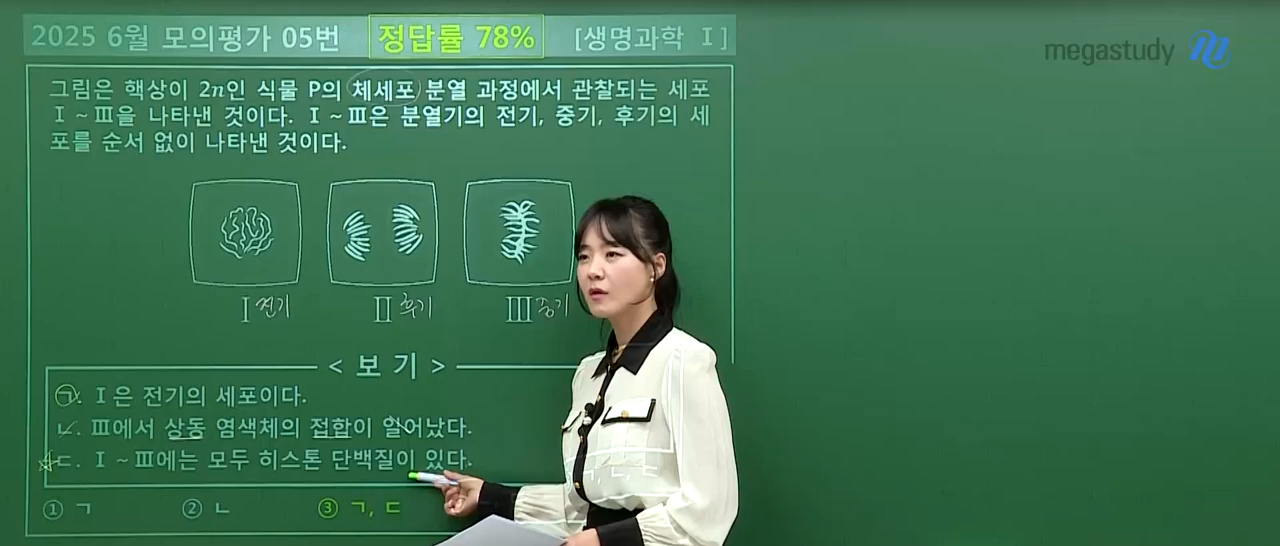 2025 6월 모의평가 05번 정답률 78% [생명과학 Ⅰ]
megastudy
그림은 핵상이 2n인 식물 P의 체세포 분열 과정에서 관찰되는 세포
Ⅰ~Ⅲ을 나타낸 것이다. Ⅰ~Ⅲ은 분열기의 전기, 중기, 후기의 세
포를 순서 없이 나타낸 것이다.
Ⅰ 전기 Ⅱ 후기 Ⅲ 중기
< 보 기 >
ㄱ. Ⅰ은 전기의 세포이다.
ㄴ. Ⅲ에서 상동 염색체의 접합이 일어났다.
ㄷ. Ⅰ~Ⅲ에는 모두 히스톤 단백질이 있다.
① ㄱ ② ㄴ ③ ㄱ, ㄷ